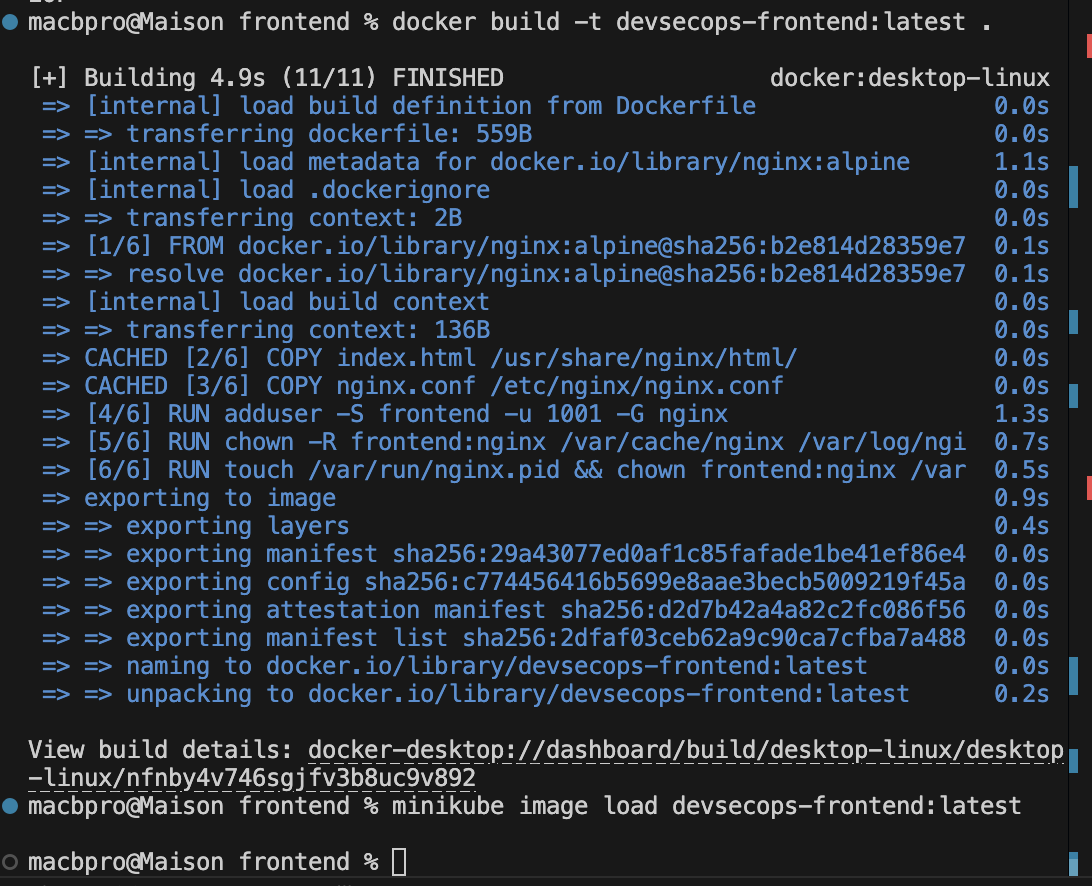 macbpro@Maison frontend % docker build -t devsecops-frontend:latest .
[+] Building 4.9s (11/11) FINISHED docker:desktop-linux
=> [internal] load build definition from Dockerfile 0.0s
=> => transferring dockerfile: 559B 0.0s
=> [internal] load metadata for docker.io/library/nginx:alpine 1.1s
=> [internal] load .dockerignore 0.0s
=> => transferring context: 2B 0.0s
=> [1/6] FROM docker.io/library/nginx:alpine@sha256:b2e814d28359e7 0.1s
=> => resolve docker.io/library/nginx:alpine@sha256:b2e814d28359e7 0.1s
=> [internal] load build context 0.0s
=> => transferring context: 136B 0.0s
=> CACHED [2/6] COPY index.html /usr/share/nginx/html/ 0.0s
=> CACHED [3/6] COPY nginx.conf /etc/nginx/nginx.conf 0.0s
=> [4/6] RUN adduser -S frontend -u 1001 -G nginx 1.3s
=> [5/6] RUN chown -R frontend:nginx /var/cache/nginx /var/log/ngi 0.7s
=> [6/6] RUN touch /var/run/nginx.pid && chown frontend:nginx /var 0.5s
=> exporting to image 0.9s
=> => exporting layers 0.4s
=> => exporting manifest sha256:29a43077ed0af1c85fafade1be41ef86e4 0.0s
=> => exporting config sha256:c774456416b5699e8aae3becb5009219f45a 0.0s
=> => exporting attestation manifest sha256:d2d7b42a4a82c2fc086f56 0.0s
=> => exporting manifest list sha256:2dfaf03ceb62a9c90ca7cfba7a488 0.0s
=> => naming to docker.io/library/devsecops-frontend:latest 0.0s
=> => unpacking to docker.io/library/devsecops-frontend:latest 0.2s
View build details: docker-desktop://dashboard/build/desktop-linux/desktop
-linux/nfnby4v746sgjfv3b8uc9v892
macbpro@Maison frontend % minikube image load devsecops-frontend:latest
macbpro@Maison frontend %